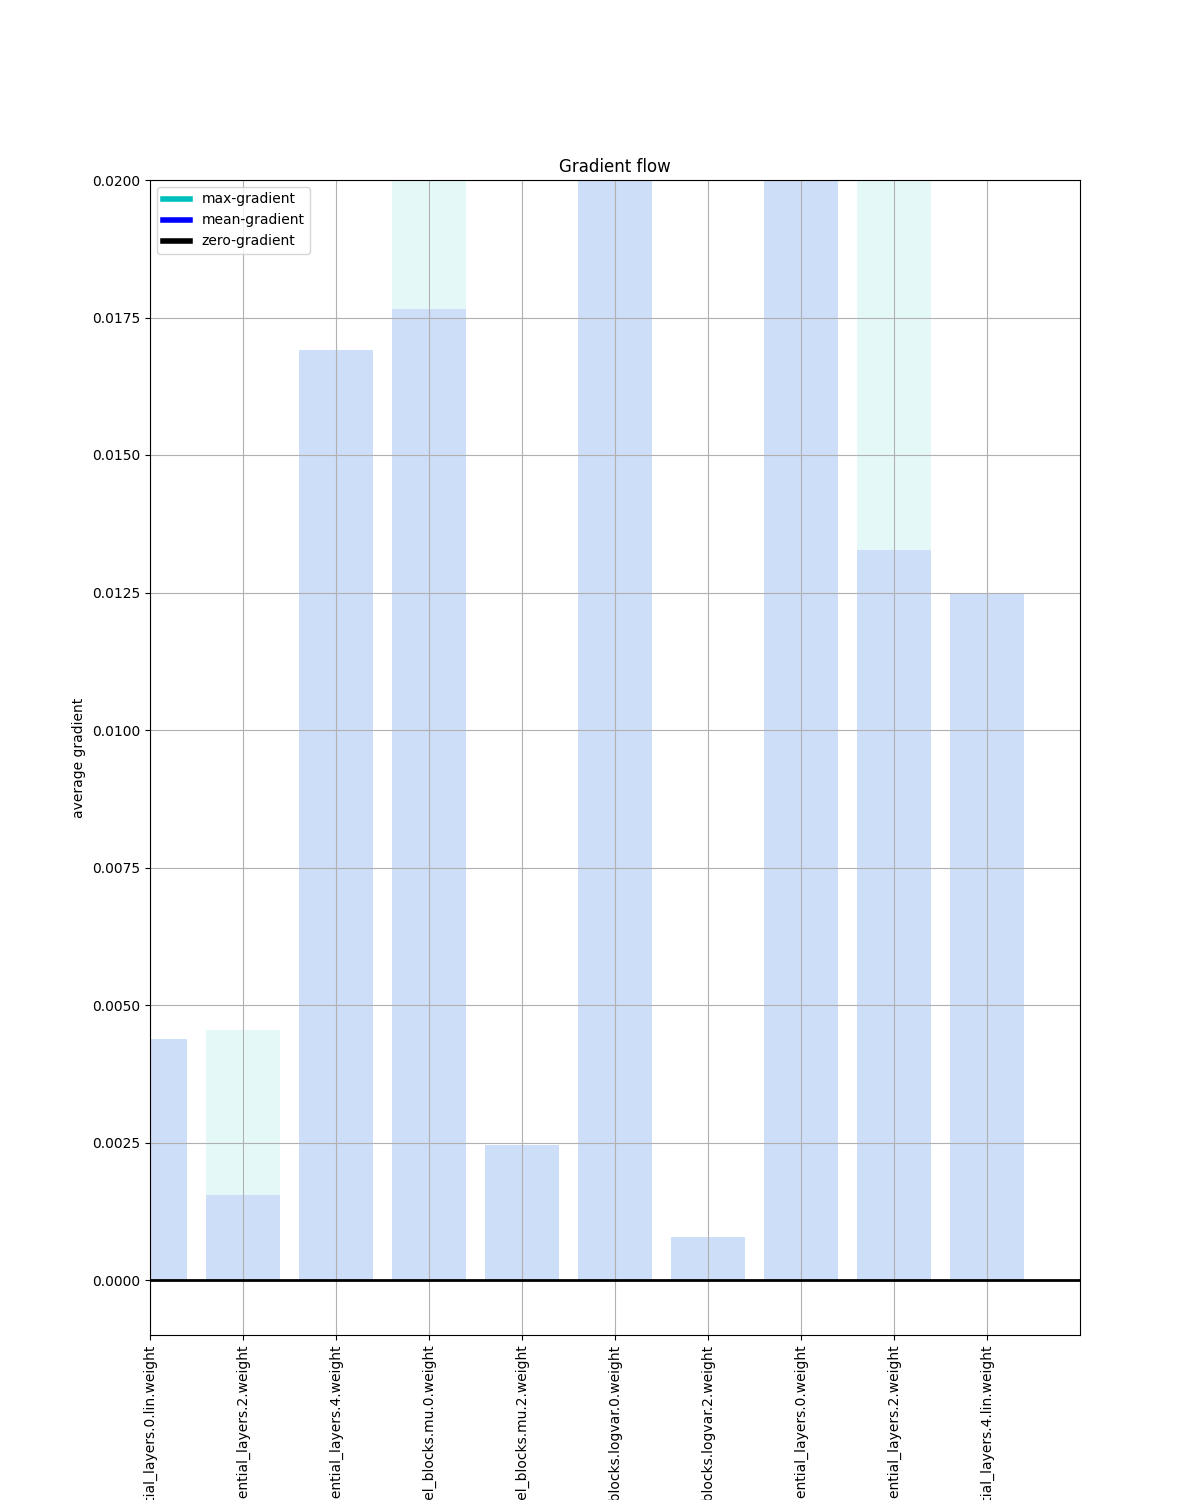 Gradient flow
max-gradient
mean-gradient
zero-gradient
0.0200
0.0175
0.0150
0.0125
0.0100
0.0075
0.0050
0.0025
0.0000
average gradient
tial_layers.0.lin.weight
ential_layers.2.weight
ential_layers.4.weight
el_blocks.mu.0.weight
el_blocks.mu.2.weight
blocks.logvar.0.weight
blocks.logvar.2.weight
ential_layers.0.weight
ential_layers.2.weight
tial_layers.4.lin.weight